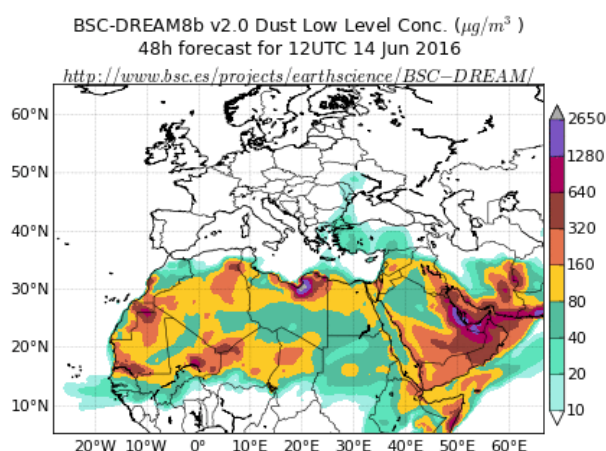 BSC-DREAM8b v2.0 Dust Low Level Conc. (μg/m³ )
48h forecast for 12UTC 14 Jun 2016
http://www.bsc.es/projects/earthscience/BSC−DREAM/
60°N
50°N
40°N
30°N
20°N
10°N
20°W 10°W 0° 10°E 20°E 30°E 40°E 50°E 60°E
2650
1280
640
320
160
80
40
20
10